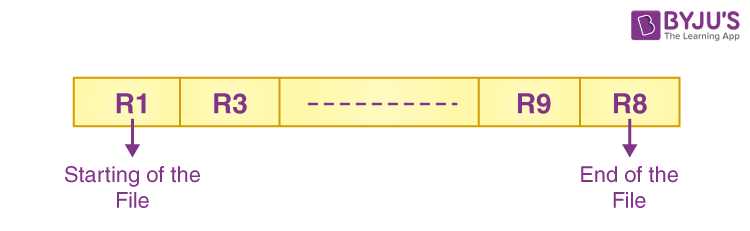 BYJU'S
The Learning App
R1 R3 ---------- R9 R8
Starting of the
File
End of the
File